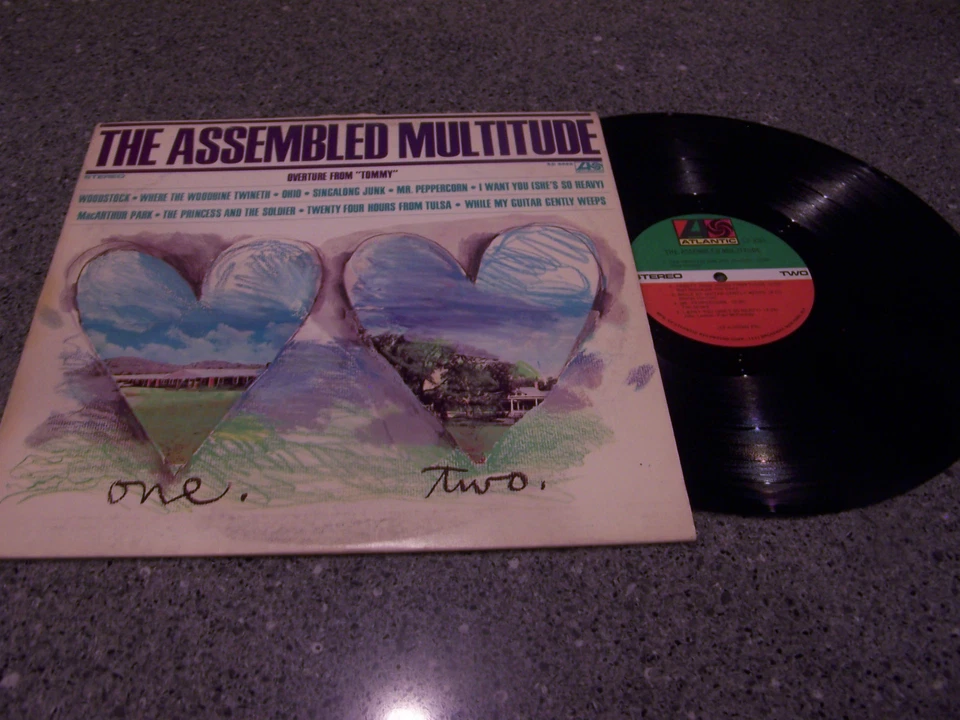 THE ASSEMBLED MULTITUDE
STEREO
OVERTURE FROM "TOMMY"
WOODSTOCK • WHERE THE WOODBINE TWINETH • OHIO • SINGALONG JUNK • MR. PEPPERCORN • I WANT YOU (SHE'S SO HEAVY)
MacARTHUR PARK • THE PRINCESS AND THE SOLDIER • TWENTY FOUR HOURS FROM TULSA • WHILE MY GUITAR GENTLY WEEPS
one.
two.
ATLANTIC
THE ASSEMBLED MULTITUDE
STEREO TWO